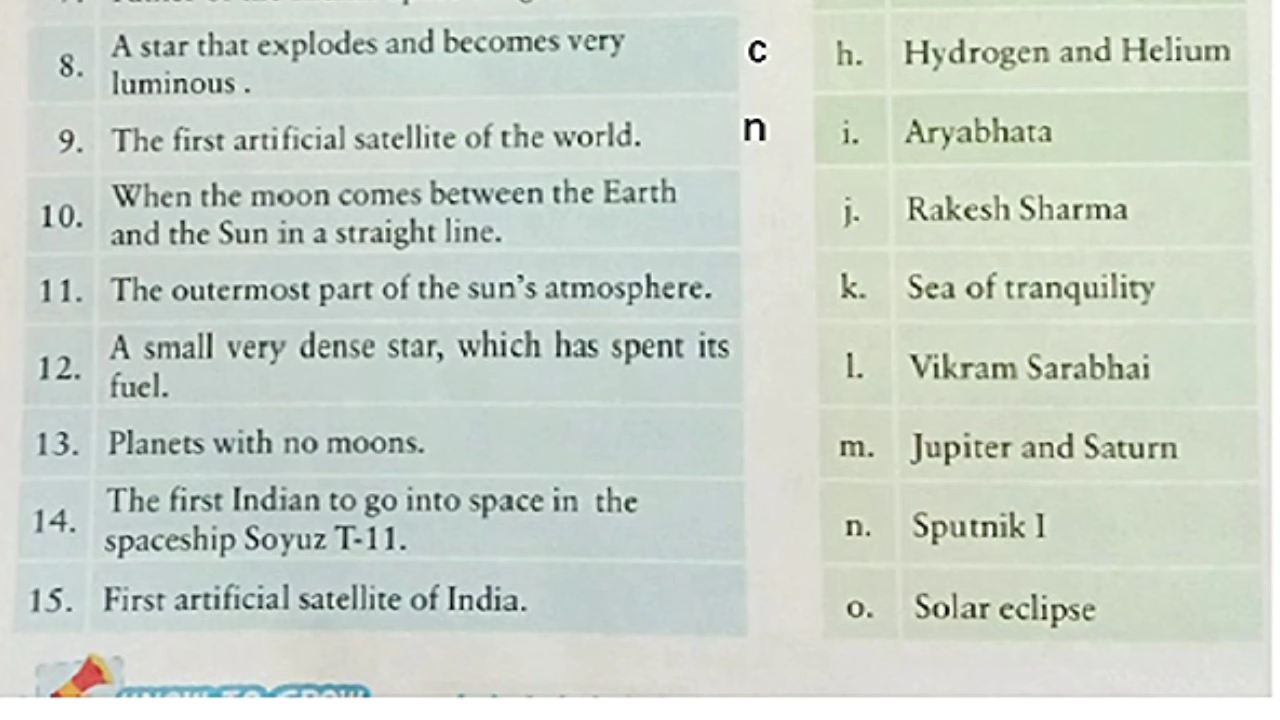 8. A star that explodes and becomes very
luminous .
c
h. Hydrogen and Helium
9. The first artificial satellite of the world.
n
i. Aryabhata
10. When the moon comes between the Earth
and the Sun in a straight line.
j. Rakesh Sharma
11. The outermost part of the sun's atmosphere.
k. Sea of tranquility
12. A small very dense star, which has spent its
fuel.
l. Vikram Sarabhai
13. Planets with no moons.
m. Jupiter and Saturn
14. The first Indian to go into space in the
spaceship Soyuz T-11.
n. Sputnik I
15. First artificial satellite of India.
o. Solar eclipse